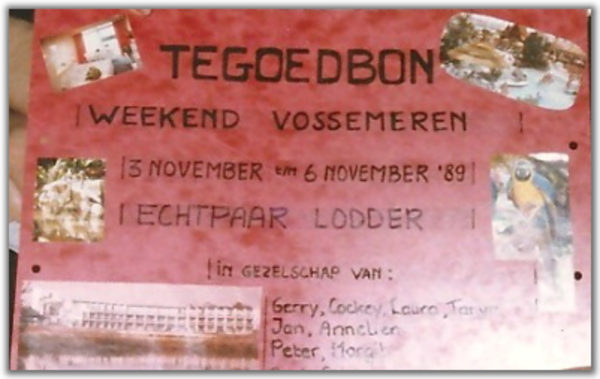 TEGOEDBON
WEEKEND VOSSEMEREN
3 NOVEMBER t/m 6 NOVEMBER '89
ECHTPAAR LODDER
IN GEZELSCHAP VAN:
Gerry, Cockey, Laura,
Jan, Annelien
Peter,